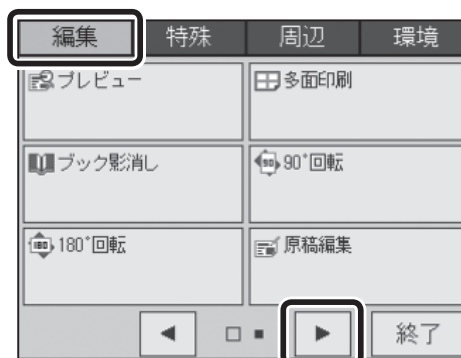 編集 特殊 周辺 環境
プレビュー 多面印刷
ブック影消し 90°回転
180°回転 原稿編集
終了